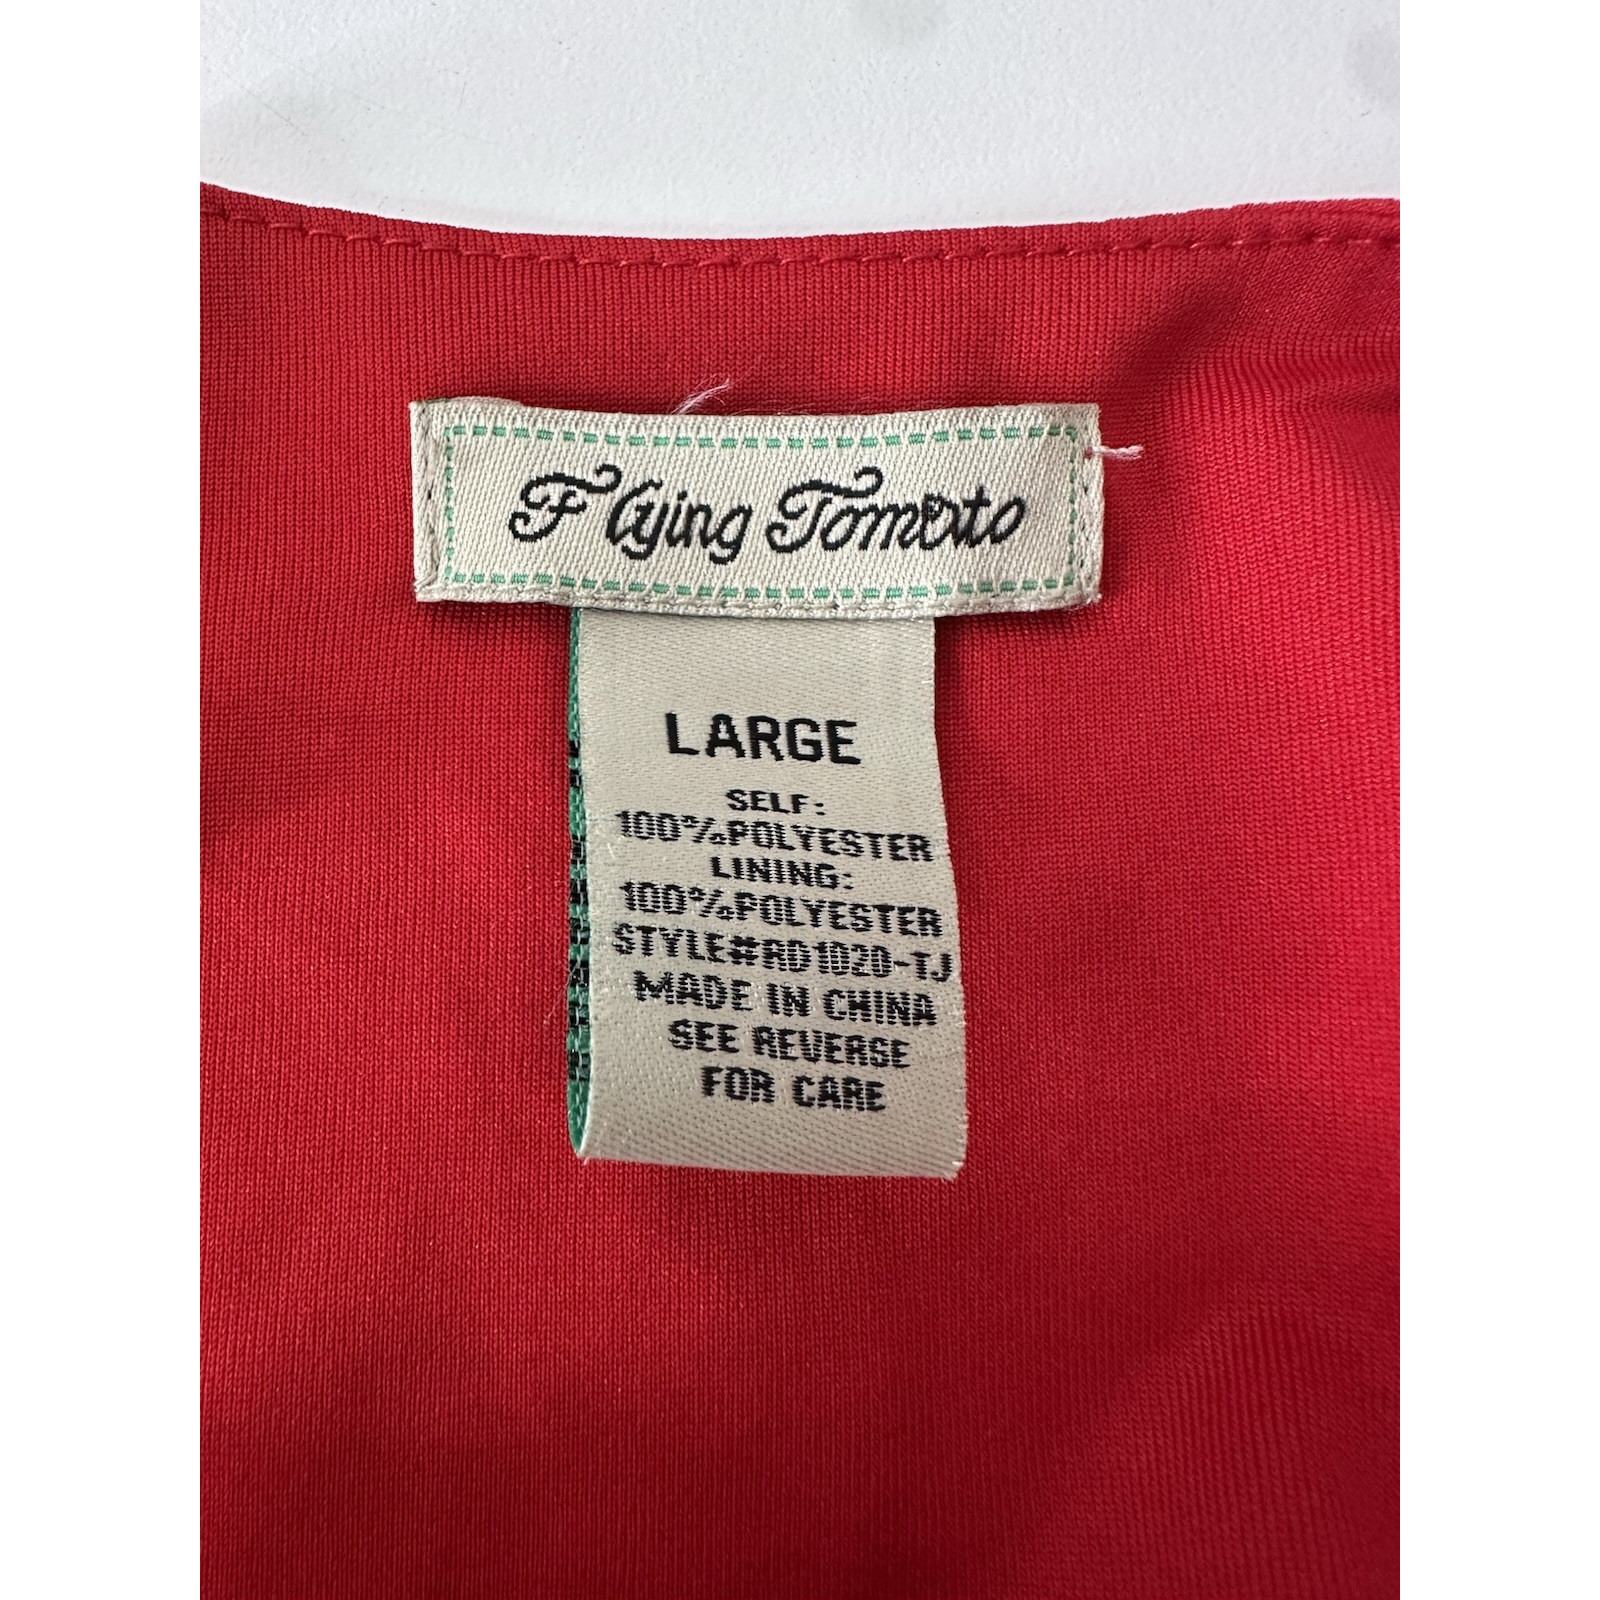 Flying Tomato
LARGE
SELF:
100%POLYESTER
LINING:
100%POLYESTER
STYLE#RD1020-TJ
MADE IN CHINA
SEE REVERSE
FOR CARE